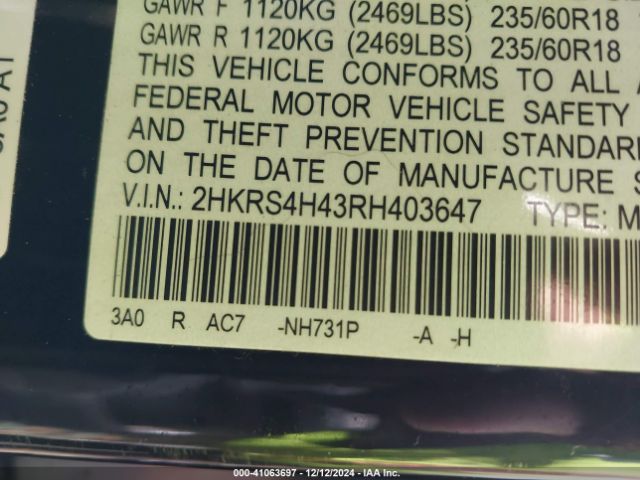 GAWR F 1120KG (2469LBS) 235/60R18
GAWR R 1120KG (2469LBS) 235/60R18
THIS VEHICLE CONFORMS TO ALL A
FEDERAL MOTOR VEHICLE SAFETY
AND THEFT PREVENTION STANDARD
ON THE DATE OF MANUFACTURE S
V.I.N.: 2HKRS4H43RH403647 TYPE: M
3A0 R AC7 -NH731P -A -H
000-41063697 - 12/12/2024 - IAA Inc.